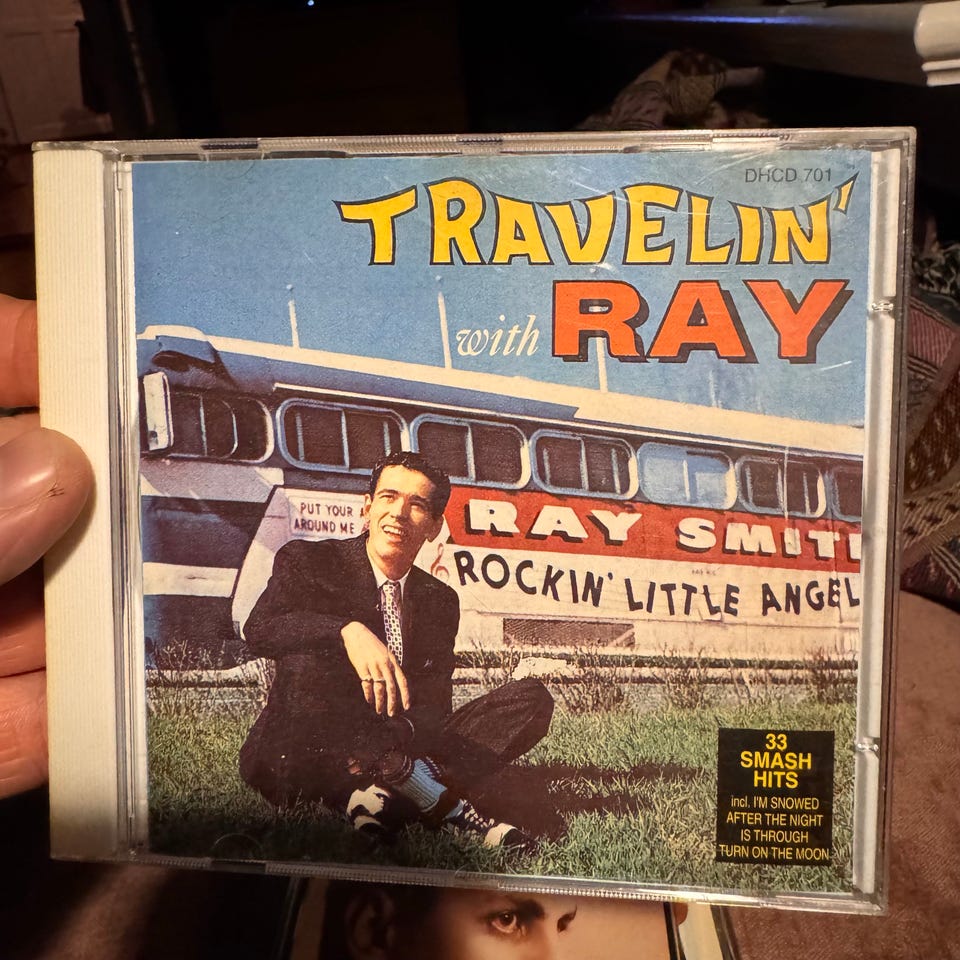 DHCD 701
TRAVELIN'
with RAY
PUT YOUR A
AROUND ME
RAY SMITH
ROCKIN' LITTLE ANGEL
33
SMASH
HITS
incl. I'M SNOWED
AFTER THE NIGHT
IS THROUGH
TURN ON THE MOON